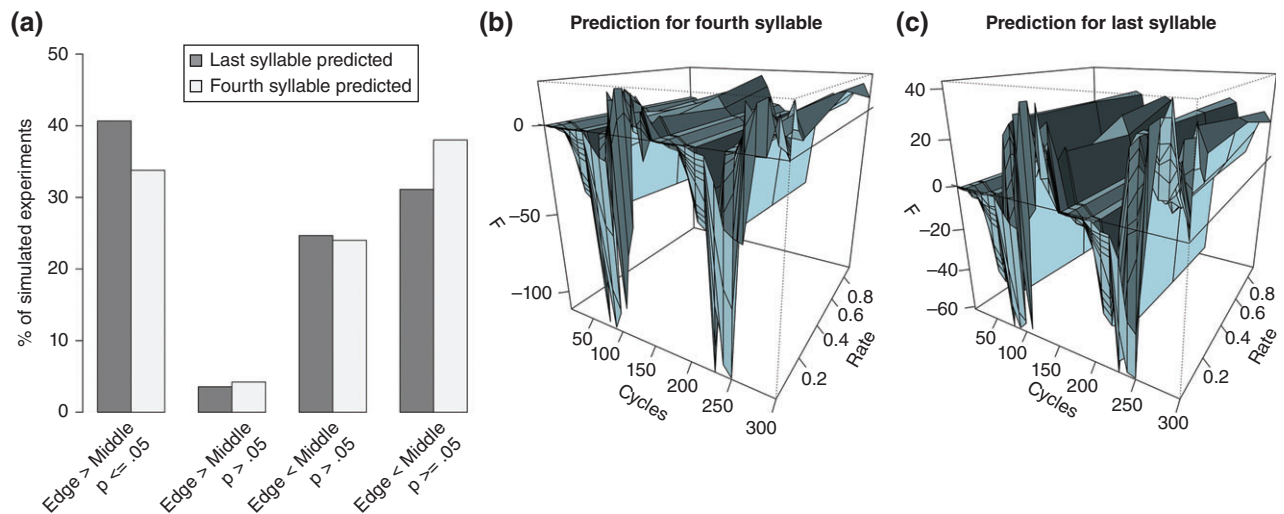 (a)
% of simulated experiments
50
40
30
20
10
0
Last syllable predicted
Fourth syllable predicted
Edge > Middle
p <= .05
Edge > Middle
p > .05
Edge < Middle
p > .05
Edge < Middle
p >= .05
(b)
Prediction for fourth syllable
F
0
−50
−100
Cycles
50
100
150
200
250
300
Rate
0.2
0.4
0.6
0.8
(c)
Prediction for last syllable
F
40
20
0
−20
−40
−60
Cycles
50
100
150
200
250
300
Rate
0.2
0.4
0.6
0.8